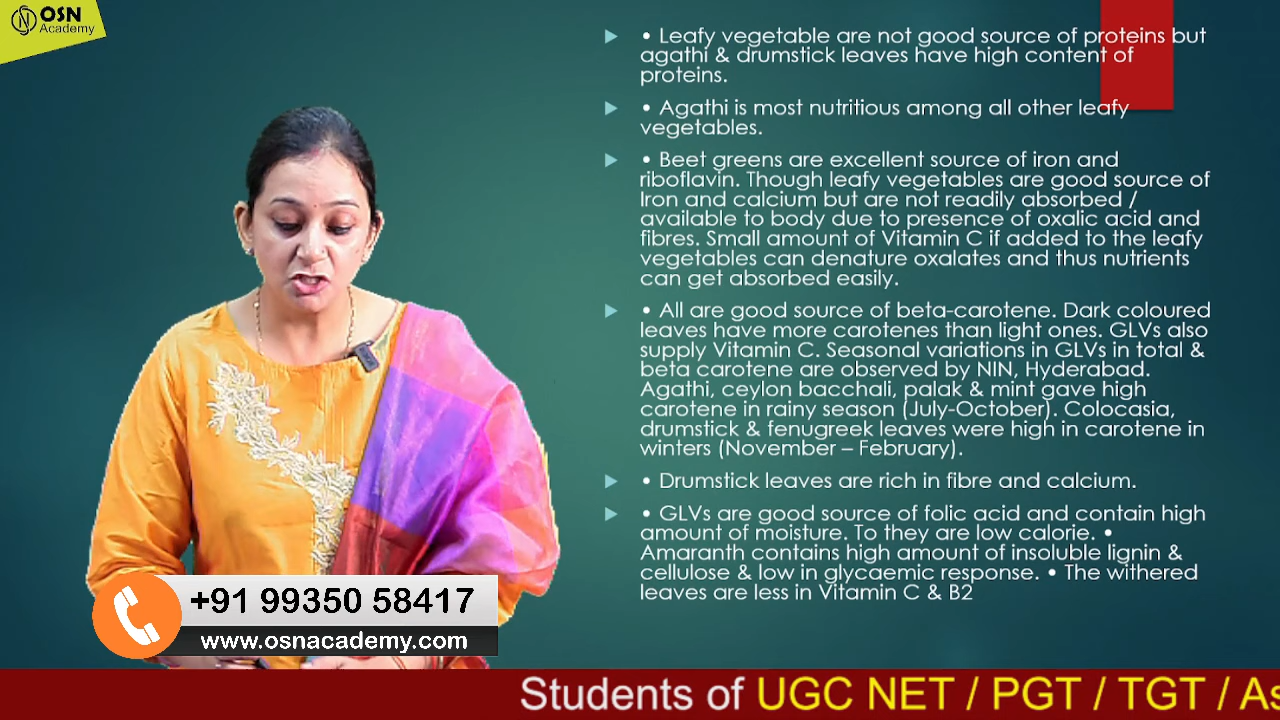 OSN
Academy
• Leafy vegetable are not good source of proteins but
agathi & drumstick leaves have high content of
proteins.
• Agathi is most nutritious among all other leafy
vegetables.
• Beet greens are excellent source of iron and
riboflavin. Though leafy vegetables are good source of
Iron and calcium but are not readily absorbed /
available to body due to presence of oxalic acid and
fibres. Small amount of Vitamin C if added to the leafy
vegetables can denature oxalates and thus nutrients
can get absorbed easily.
• All are good source of beta-carotene. Dark coloured
leaves have more carotenes than light ones. GLVs also
supply Vitamin C. Seasonal variations in GLVs in total &
beta carotene are observed by NIN, Hyderabad.
Agathi, ceylon bacchali, palak & mint gave high
carotene in rainy season (July-October). Colocasia,
drumstick & fenugreek leaves were high in carotene in
winters (November – February).
• Drumstick leaves are rich in fibre and calcium.
• GLVs are good source of folic acid and contain high
amount of moisture. To they are low calorie. •
Amaranth contains high amount of insoluble lignin &
cellulose & low in glycaemic response. • The withered
leaves are less in Vitamin C & B2
+91 99350 58417
www.osnacademy.com
Students of UGC NET / PGT / TGT / As